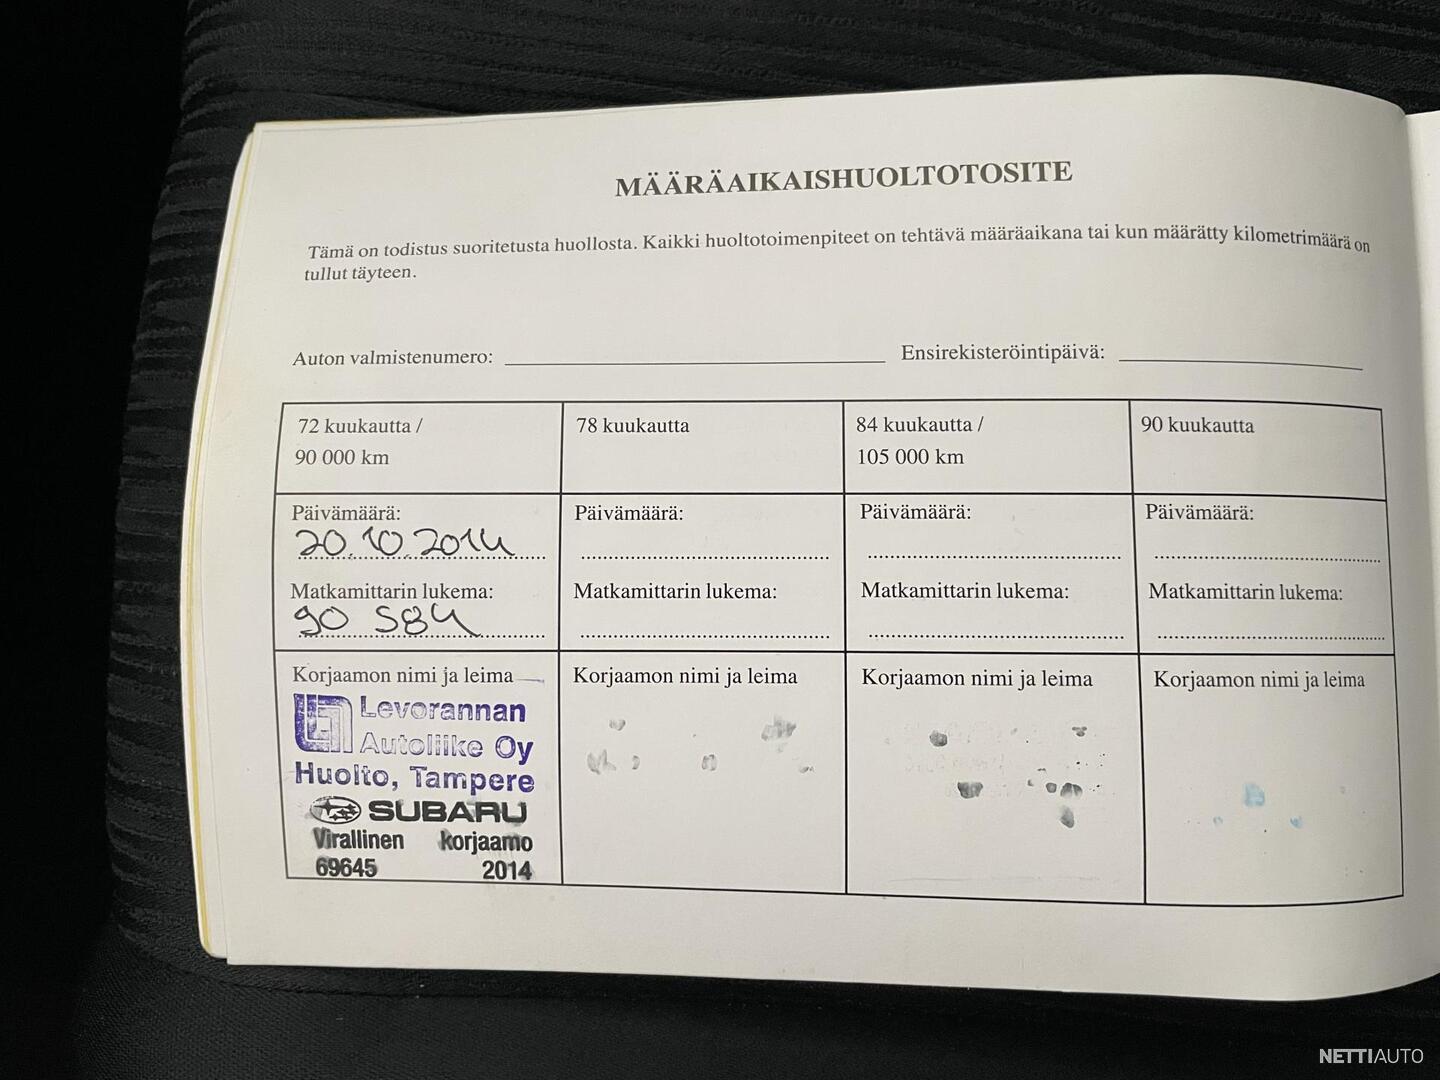 MÄÄRÄAIKAISHUOLTOTOSITE
Tämä on todistus suoritetusta huollosta. Kaikki huoltotoimenpiteet on tehtävä määräaikana tai kun määrätty kilometrimäärä on
tullut täyteen.
Auton valmistenumero: Ensirekisteröintipäivä:
72 kuukautta /
90 000 km
78 kuukautta
84 kuukautta /
105 000 km
90 kuukautta
Päivämäärä:
20.10.2014
Päivämäärä:
Päivämäärä:
Päivämäärä:
Matkamittarin lukema:
90 584
Matkamittarin lukema:
Matkamittarin lukema:
Matkamittarin lukema:
Korjaamon nimi ja leima
Levorannan
Autoliike Oy
Huolto, Tampere
SUBARU
Virallinen korjaamo
69645 2014
Korjaamon nimi ja leima
Korjaamon nimi ja leima
Korjaamon nimi ja leima
NETTIAUTO